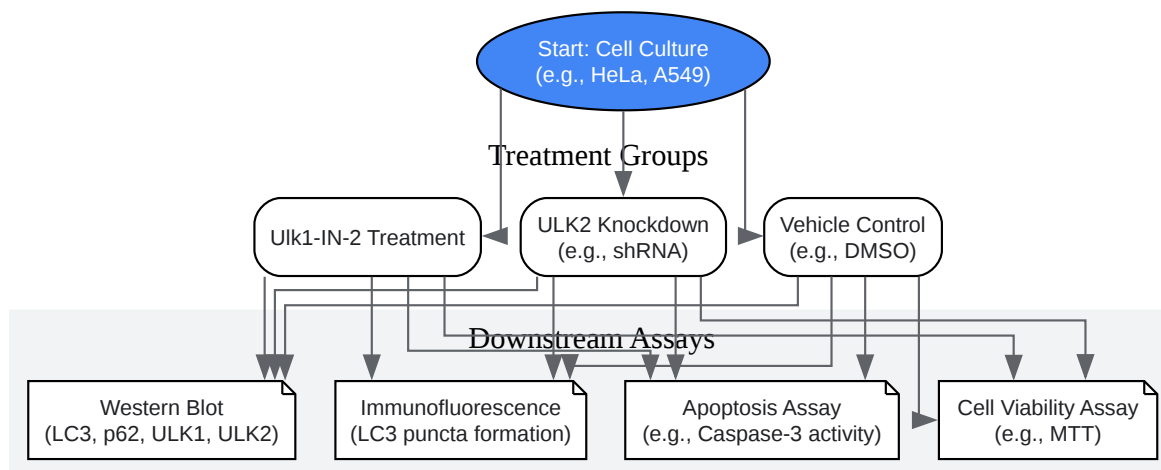 Start: Cell Culture
(e.g., HeLa, A549)
Treatment Groups
Ulk1-IN-2 Treatment
ULK2 Knockdown
(e.g., shRNA)
Vehicle Control
(e.g., DMSO)
Downstream Assays
Western Blot
(LC3, p62, ULK1, ULK2)
Immunofluorescence
(LC3 puncta formation)
Apoptosis Assay
(e.g., Caspase-3 activity)
Cell Viability Assay
(e.g., MTT)